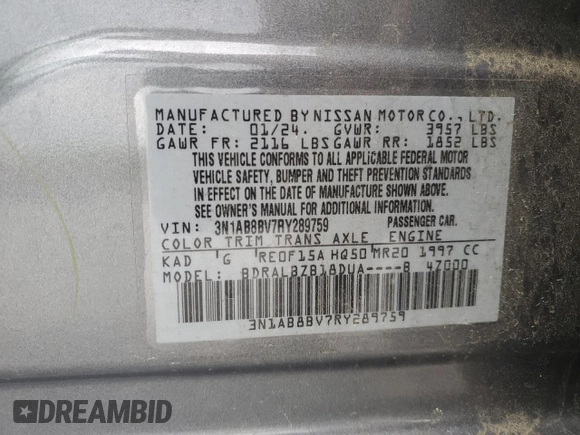 MANUFACTURED BY NISSAN MOTOR CO., LTD.
DATE: 01/24. GVWR: 3957 LBS
GAWR FR: 2116 LBS GAWR RR: 1852 LBS
THIS VEHICLE CONFORMS TO ALL APPLICABLE FEDERAL MOTOR
VEHICLE SAFETY, BUMPER AND THEFT PREVENTION STANDARDS
IN EFFECT ON THE DATE OF MANUFACTURE SHOWN ABOVE.
SEE OWNER'S MANUAL FOR ADDITIONAL INFORMATION.
VIN: 3N1AB8BV7RY289759 PASSENGER CAR.
COLOR TRIM TRANS AXLE ENGINE
KAD G RE0F15A HQ50 MR20 1997 CC
MODEL: BDRALBZB18DUA----B 47000
3N1AB8BV7RY289759
DREAMBID